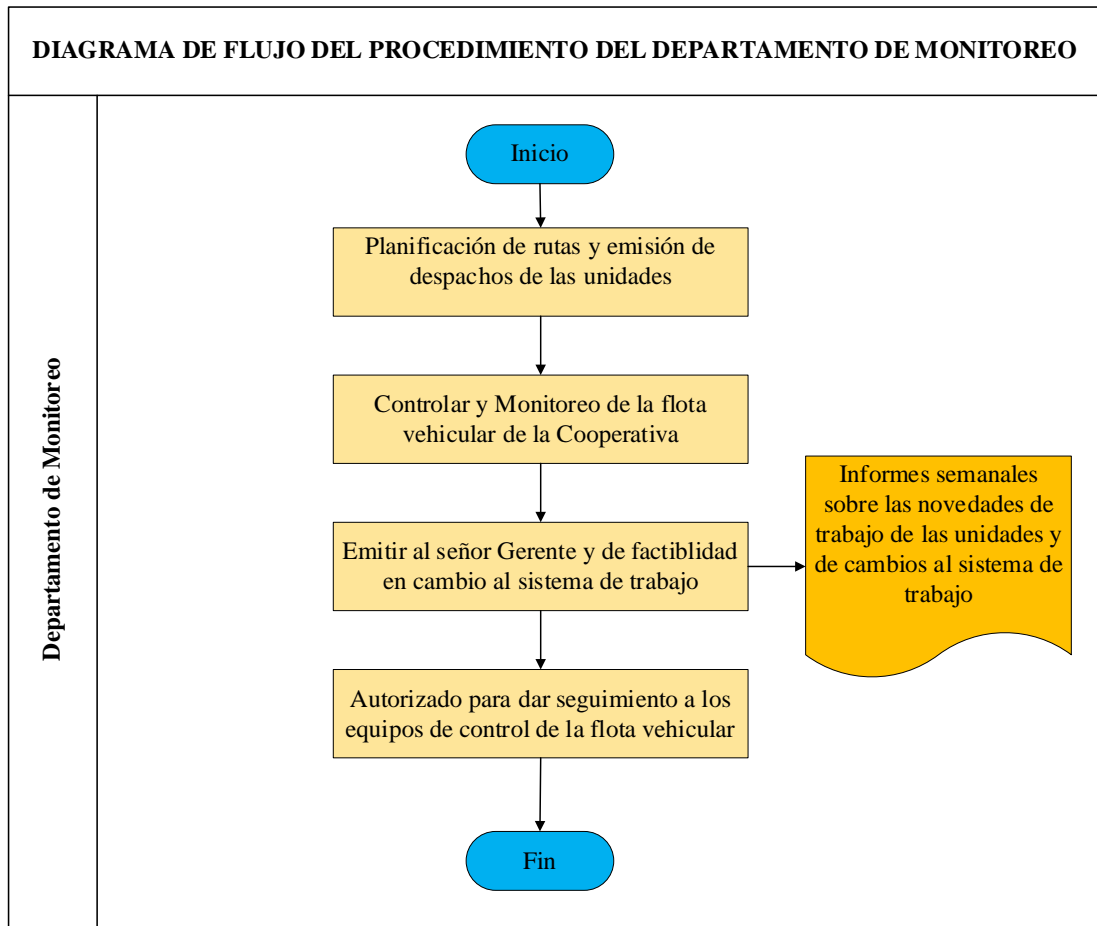 DIAGRAMA DE FLUJO DEL PROCEDIMIENTO DEL DEPARTAMENTO DE MONITOREO
Departamento de Monitoreo
Inicio
Planificación de rutas y emisión de
despachos de las unidades
Controlar y Monitoreo de la flota
vehicular de la Cooperativa
Emitir al señor Gerente y de factiblidad
en cambio al sistema de trabajo
Informes semanales
sobre las novedades de
trabajo de las unidades y
de cambios al sistema de
trabajo
Autorizado para dar seguimiento a los
equipos de control de la flota vehicular
Fin